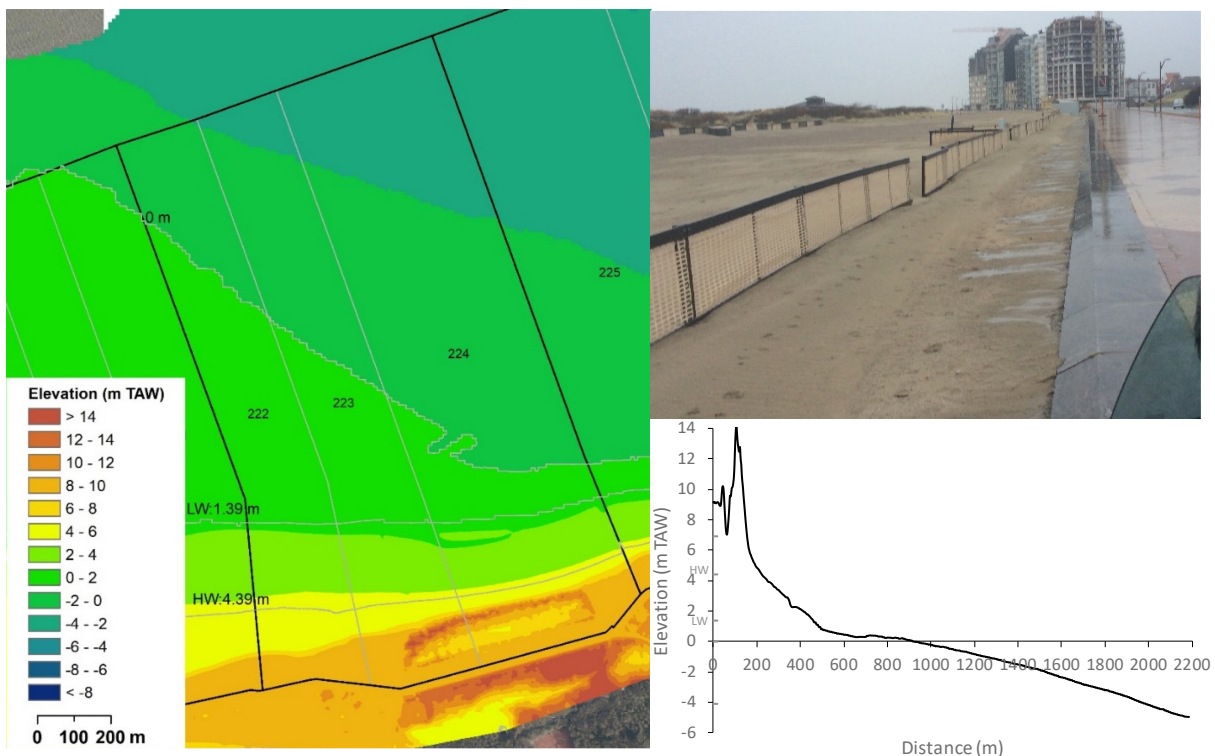 0 m
225
224
222
223
LW:1.39 m
HW:4.39 m
Elevation (m TAW)
> 14
12 - 14
10 - 12
8 - 10
6 - 8
4 - 6
2 - 4
0 - 2
-2 - 0
-4 - -2
-6 - -4
-8 - -6
< -8
0 100 200 m
Elevation (m TAW)
14
12
10
8
6
HW
4
2
LW
0
-2
-4
-6
0 200 400 600 800 1000 1200 1400 1600 1800 2000 2200
Distance (m)